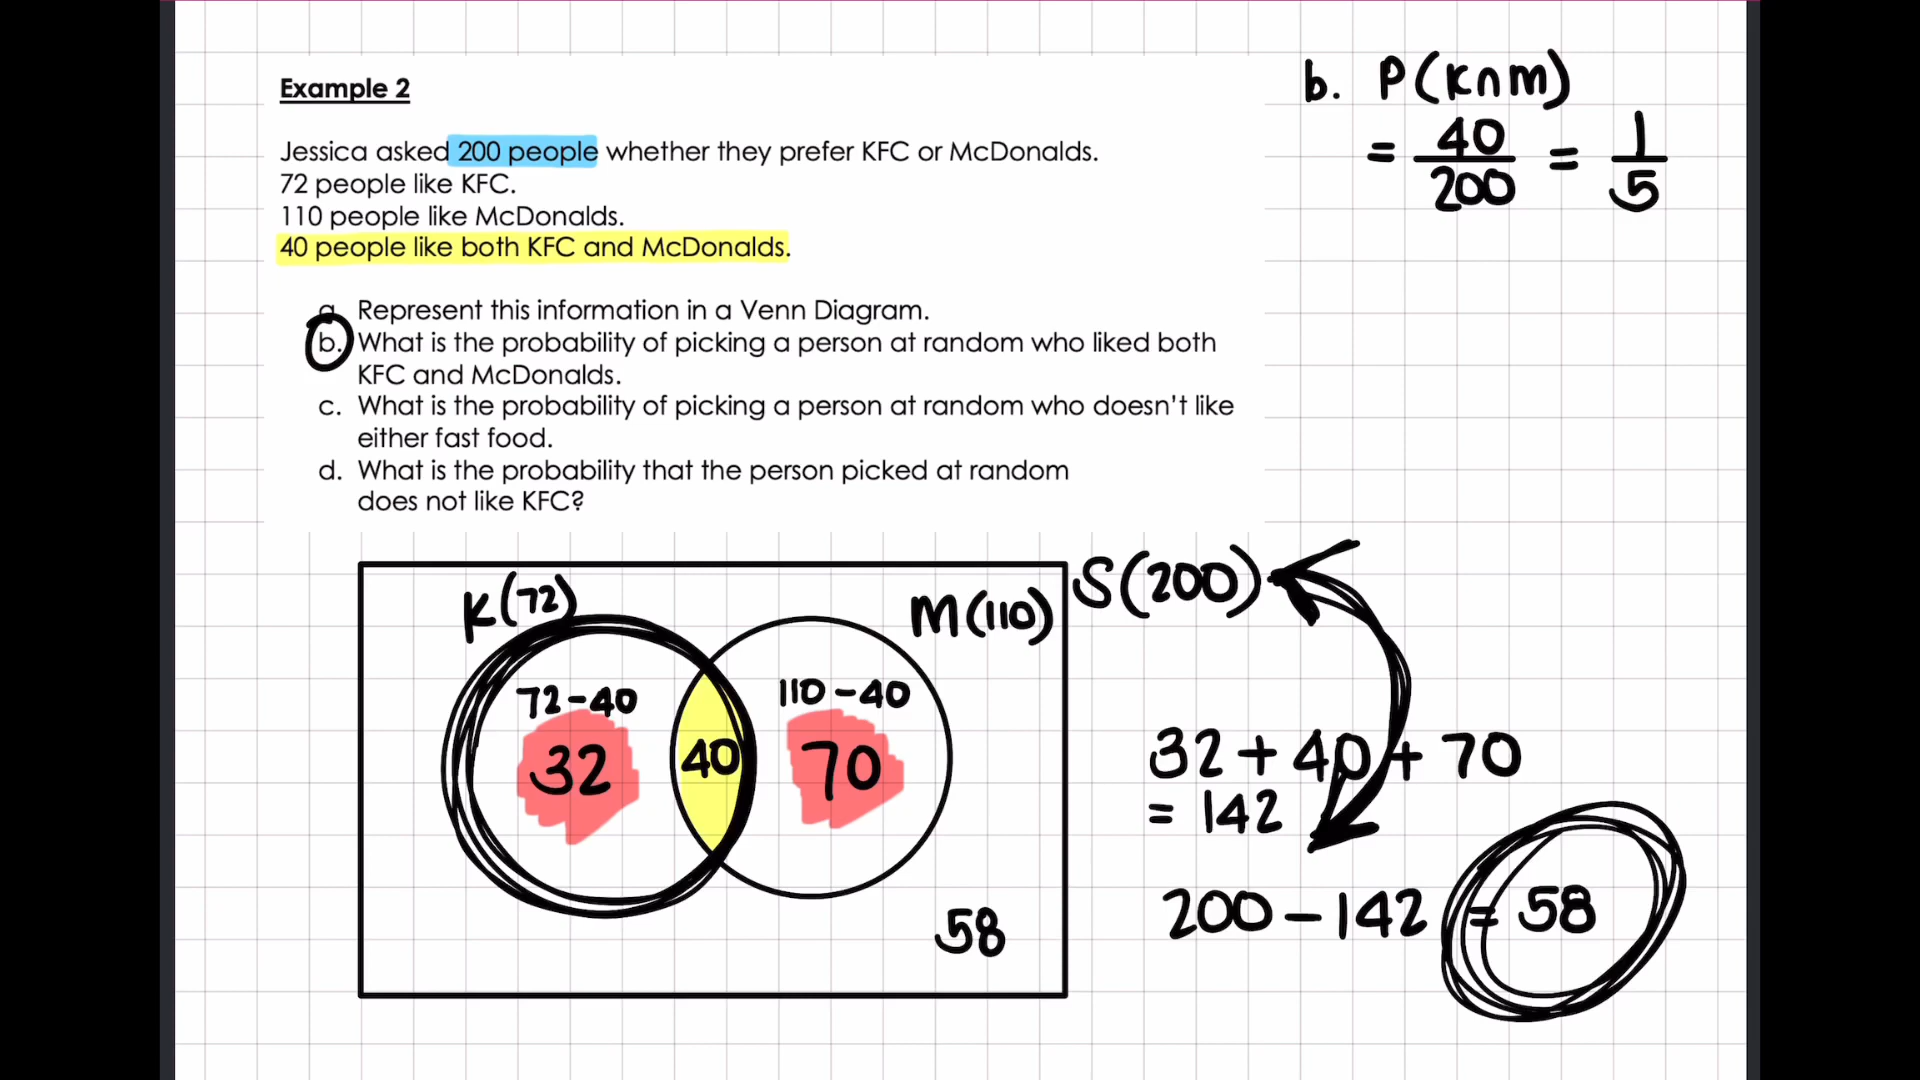 Example 2
Jessica asked 200 people whether they prefer KFC or McDonalds.
72 people like KFC.
110 people like McDonalds.
40 people like both KFC and McDonalds.
a. Represent this information in a Venn Diagram.
b. What is the probability of picking a person at random who liked both
KFC and McDonalds.
c. What is the probability of picking a person at random who doesn't like
either fast food.
d. What is the probability that the person picked at random
does not like KFC?
b. P(K∩M)
= 40/200 = 1/5
K(72)
M(110)
S(200)
72-40
110-40
32
40
70
58
32+40+70
= 142
200-142 = 58